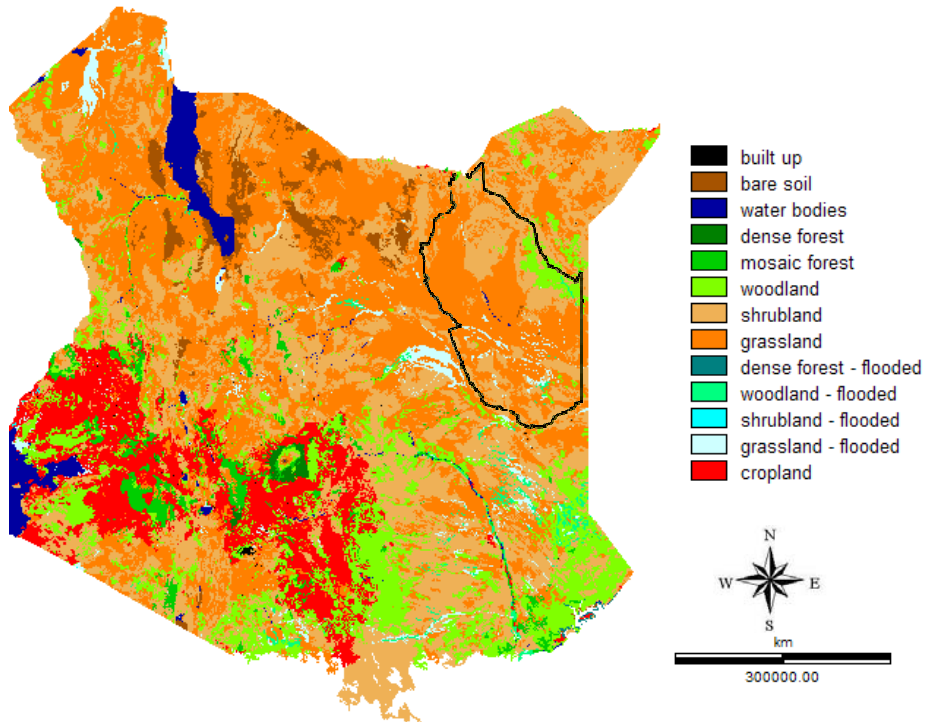 built up
bare soil
water bodies
dense forest
mosaic forest
woodland
shrubland
grassland
dense forest - flooded
woodland - flooded
shrubland - flooded
grassland - flooded
cropland
N
W E
S
km
300000.00